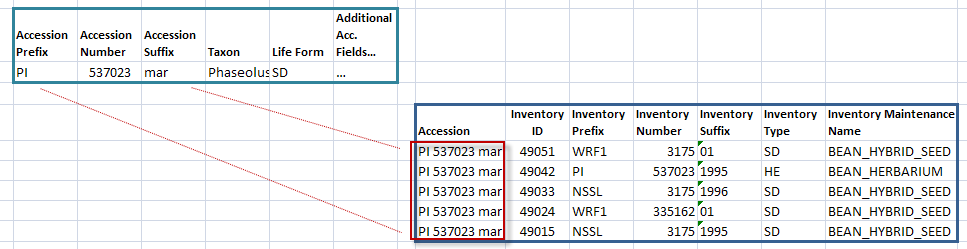 Accession Prefix Accession Number Accession Suffix Taxon Life Form Additional Acc. Fields...
PI 537023 mar Phaseolus SD ...
Accession Inventory ID Inventory Prefix Inventory Number Inventory Suffix Inventory Type Inventory Maintenance Name
PI 537023 mar 49051 WRF1 3175 01 SD BEAN_HYBRID_SEED
PI 537023 mar 49042 PI 537023 1995 HE BEAN_HERBARIUM
PI 537023 mar 49033 NSSL 3175 1996 SD BEAN_HYBRID_SEED
PI 537023 mar 49024 WRF1 335162 01 SD BEAN_HYBRID_SEED
PI 537023 mar 49015 NSSL 3175 1995 SD BEAN_HYBRID_SEED